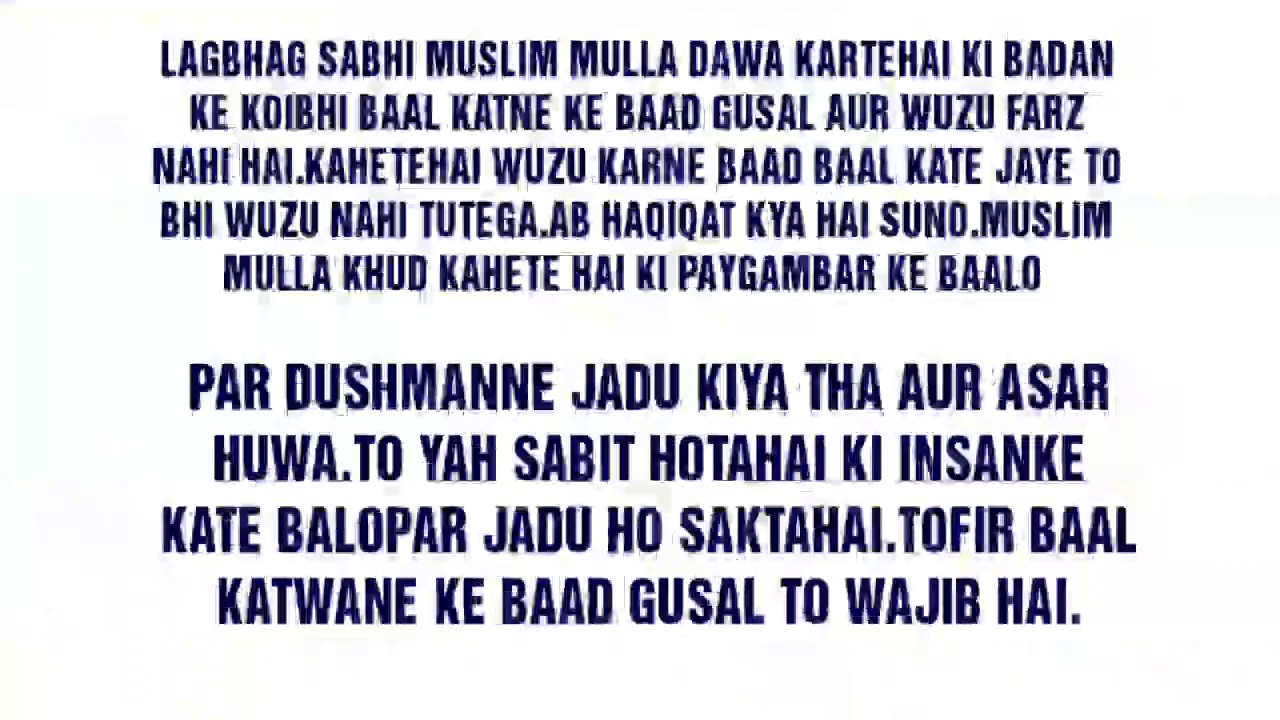 LAGBHAG SABHI MUSLIM MULLA DAWA KARTEHAI KI BADAN
KE KOIBHI BAAL KATNE KE BAAD GUSAL AUR WUZU FARZ
NAHI HAI.KAHETEHAI WUZU KARNE BAAD BAAL KATE JAYE TO
BHI WUZU NAHI TUTEGA.AB HAQIQAT KYA HAI SUNO.MUSLIM
MULLA KHUD KAHETE HAI KI PAYGAMBAR KE BAALO
PAR DUSHMANNE JADU KIYA THA AUR ASAR
HUWA.TO YAH SABIT HOTAHAI KI INSANKE
KATE BALOPAR JADU HO SAKTAHAI.TOFIR BAAL
KATWANE KE BAAD GUSAL TO WAJIB HAI.